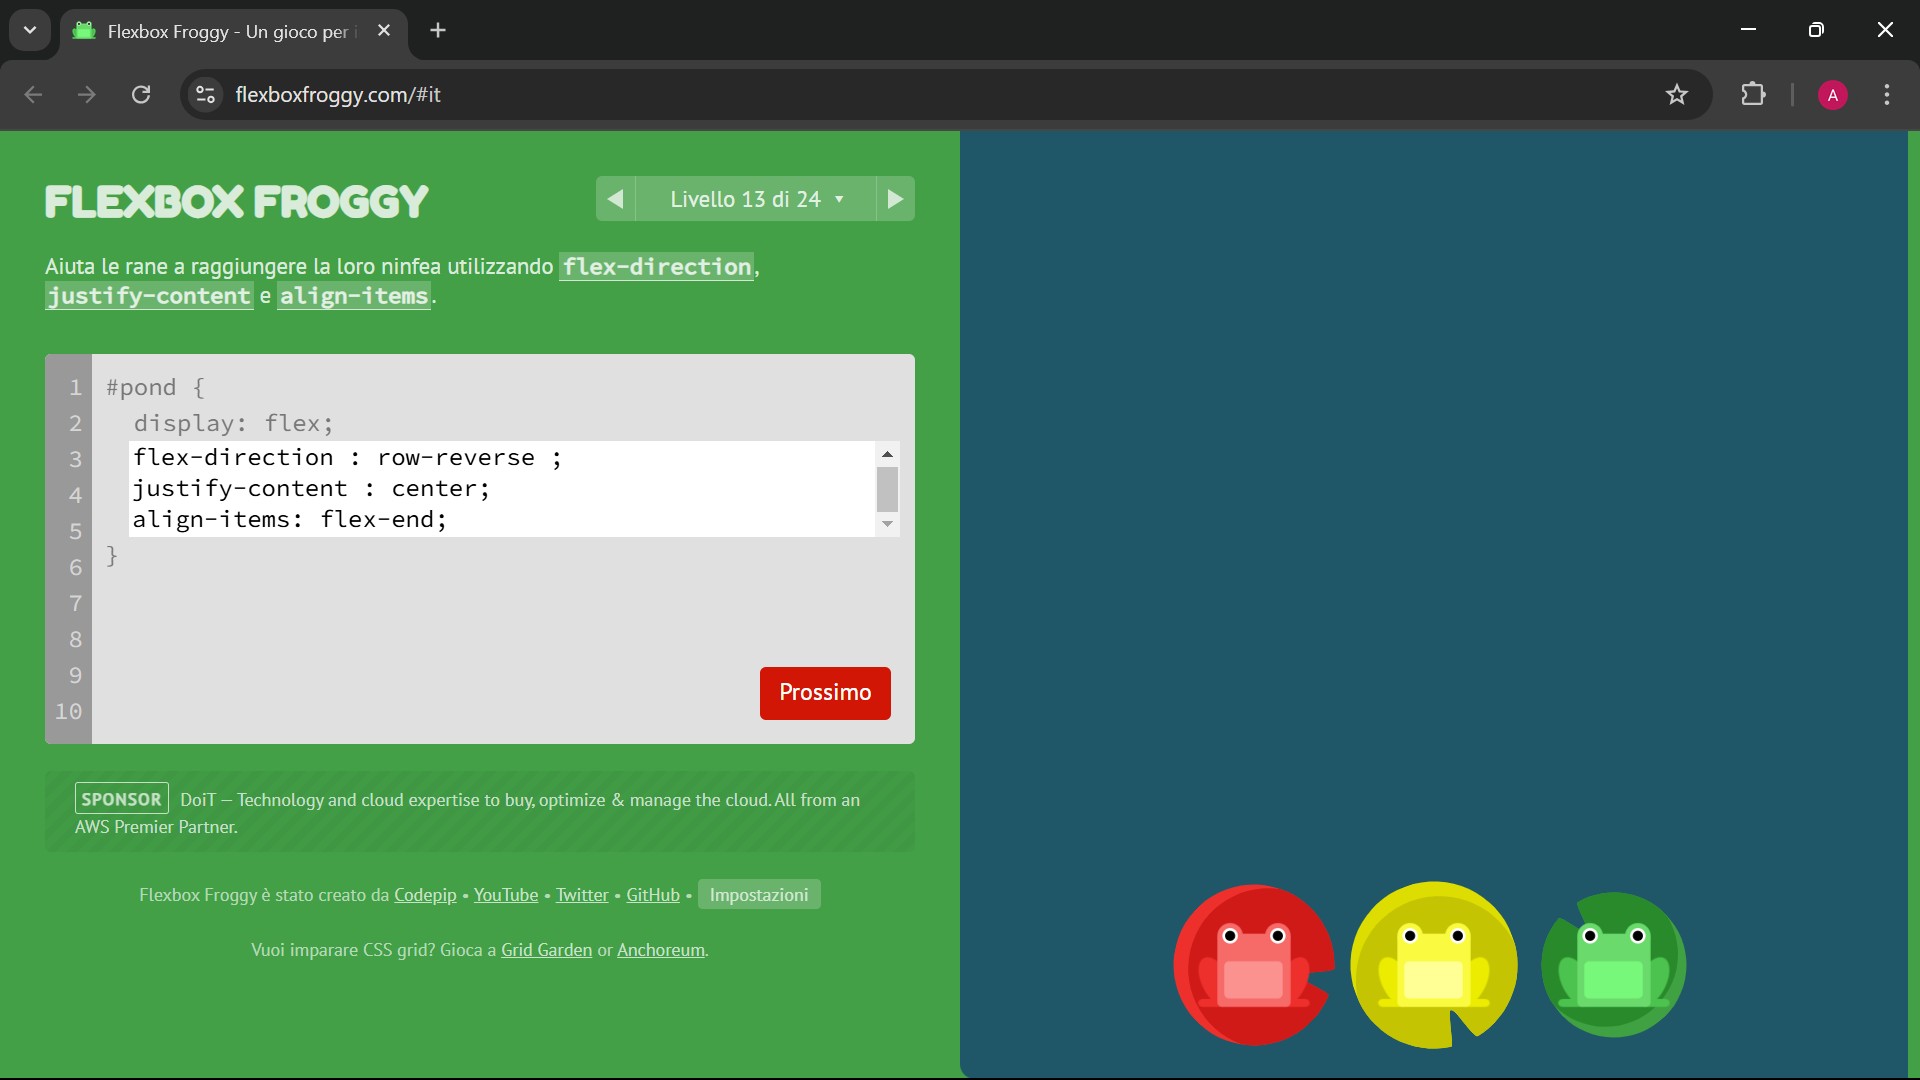 Flexbox Froggy - Un gioco per i
flexboxfroggy.com/#it
A
FLEXBOX FROGGY
Livello 13 di 24
Aiuta le rane a raggiungere la loro ninfea utilizzando flex-direction,
justify-content e align-items.
1 #pond {
2 display: flex;
3 flex-direction : row-reverse ;
4 justify-content : center;
5 align-items: flex-end;
6 }
7
8
9
10
Prossimo
SPONSOR DoiT – Technology and cloud expertise to buy, optimize & manage the cloud. All from an
AWS Premier Partner.
Flexbox Froggy è stato creato da Codepip • YouTube • Twitter • GitHub • Impostazioni
Vuoi imparare CSS grid? Gioca a Grid Garden or Anchoreum.